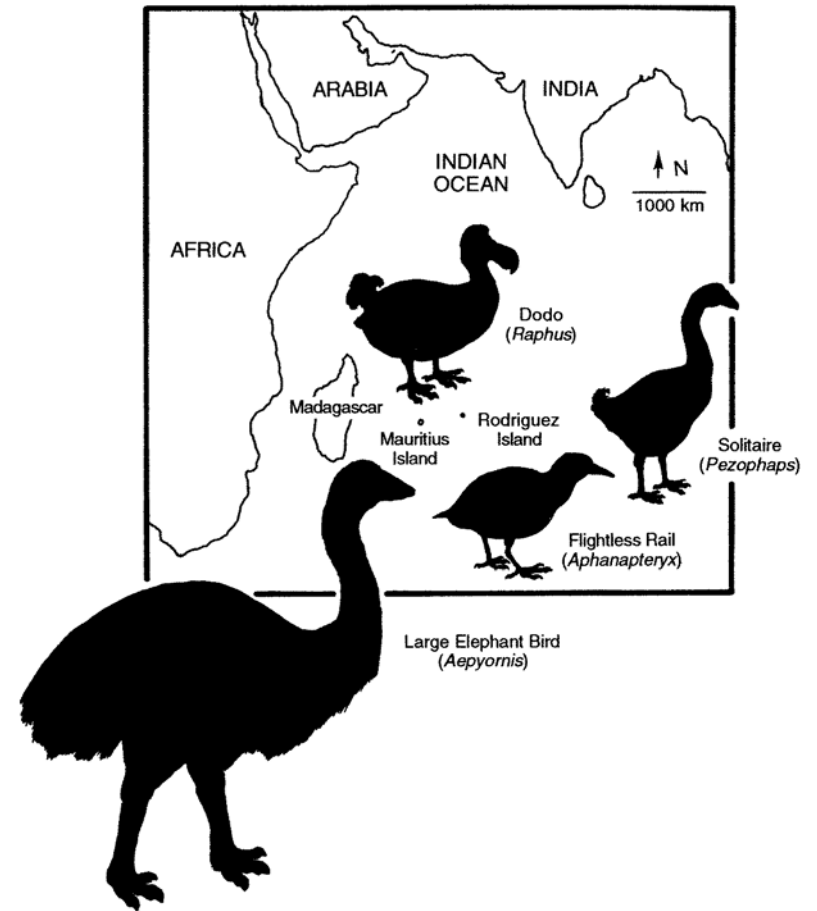 ARABIA
INDIA
INDIAN
OCEAN
N
1000 km
AFRICA
Dodo
(Raphus)
Madagascar
Mauritius
Island
Rodriguez
Island
Solitaire
(Pezophaps)
Flightless Rail
(Aphanapteryx)
Large Elephant Bird
(Aepyornis)